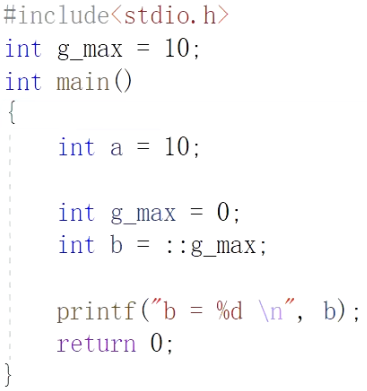 #include<stdio.h>
int g_max = 10;
int main()
{
    int a = 10;
    int g_max = 0;
    int b = ::g_max;
    printf("b = %d \n", b);
    return 0;
}